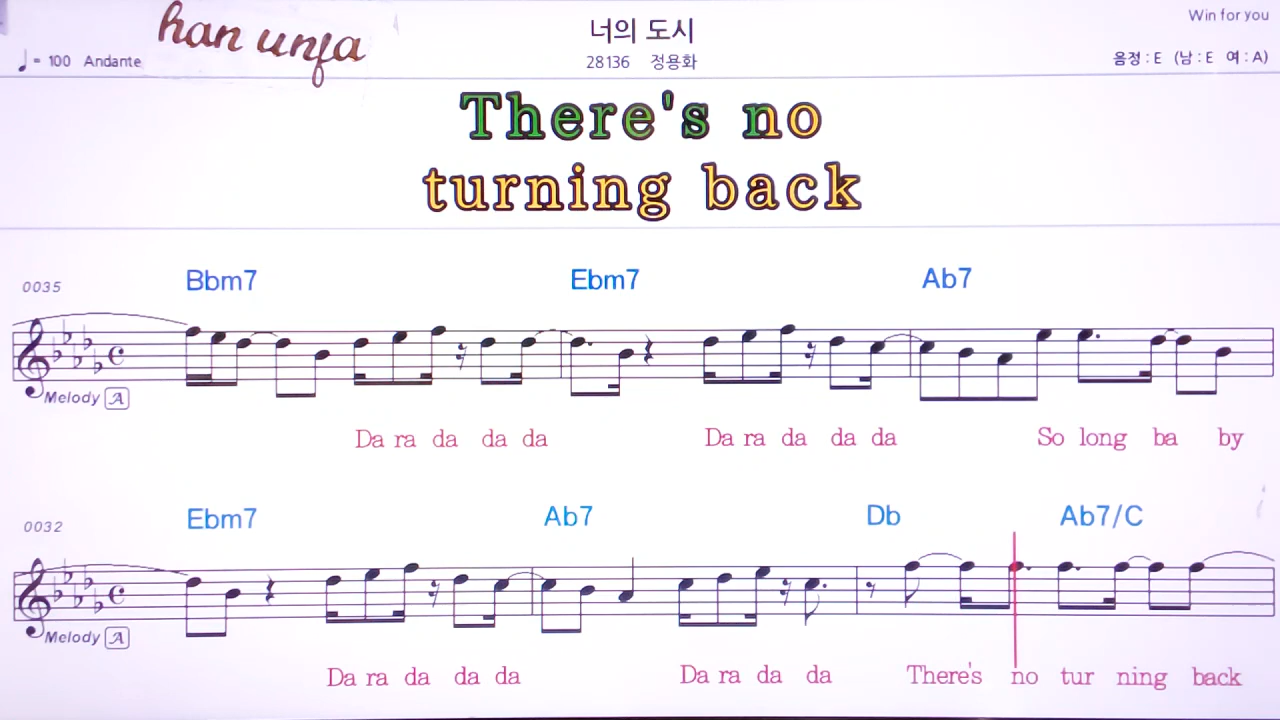 han unfa
너의 도시
Win for you
♩= 100 Andante
28136 정용화
음정 : E (남 : E 여 : A)
There's no
turning back
0035 Bbm7 Ebm7 Ab7
Melody A
Da ra da da da Da ra da da da So long ba by
0032 Ebm7 Ab7 Db Ab7/C
Melody A
Da ra da da da Da ra da da There's no tur ning back